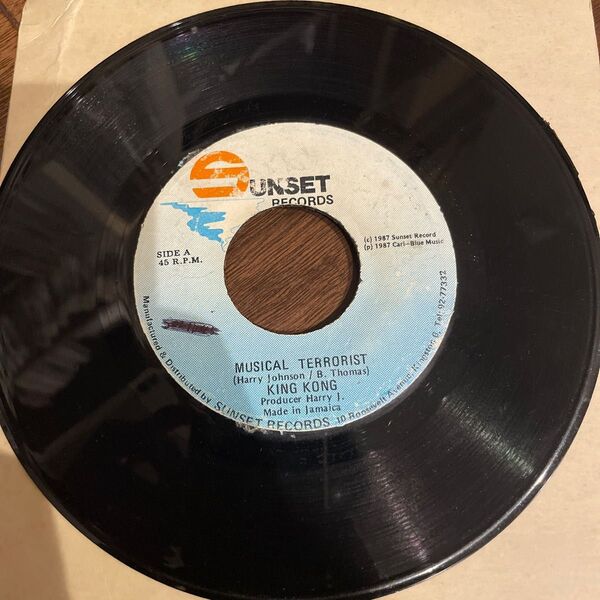 SUNSET
RECORDS
SIDE A
45 R.P.M.
(c) 1987 Sunset Record
(p) 1987 Carl-Blue Music
MUSICAL TERRORIST
(Harry Johnson / B. Thomas)
KING KONG
Producer Harry J.
Made in Jamaica
Manufactured & Distributed by SUNSET RECORDS, 10 Roosevelt Avenue, Kingston 6, Tel: 92-77332